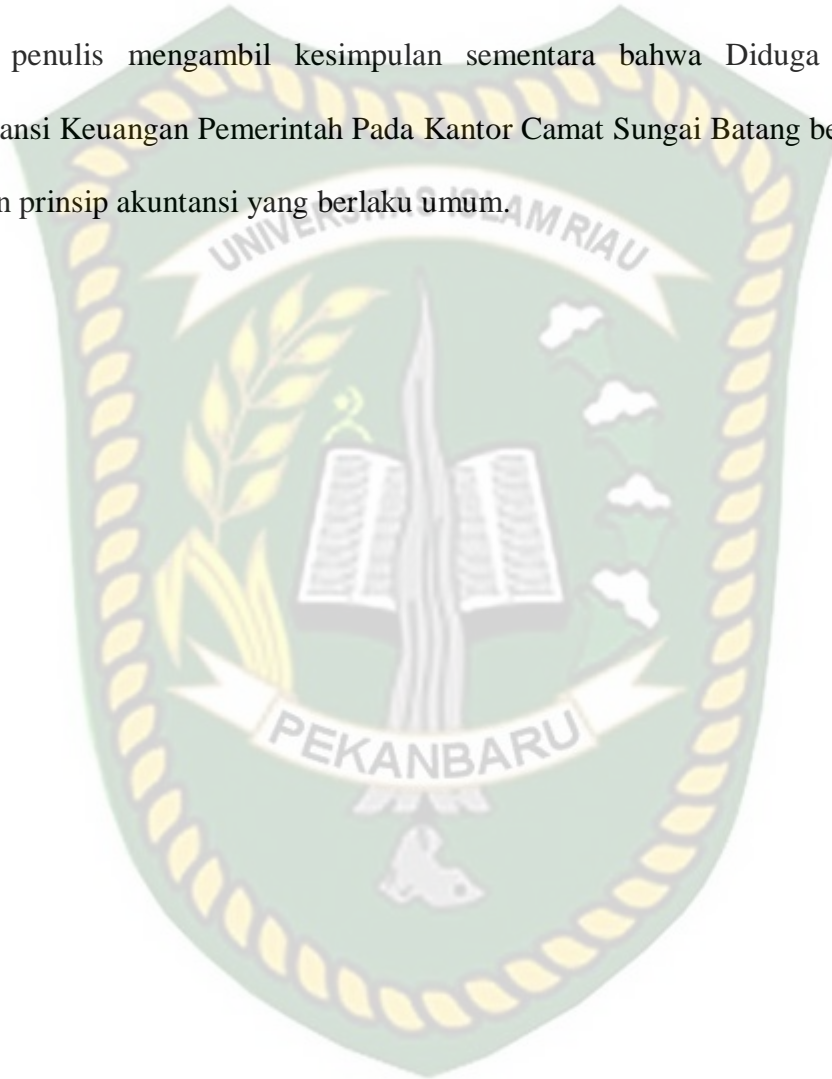 penulis mengambil kesimpulan sementara bahwa Diduga
ansi Keuangan Pemerintah Pada Kantor Camat Sungai Batang be
n prinsip akuntansi yang berlaku umum.
UNIVERSITAS ISLAM RIAU
PEKANBARU